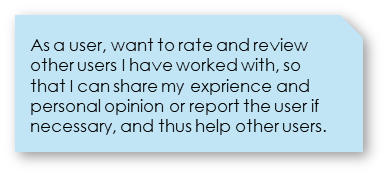 As a user, want to rate and review
other users I have worked with, so
that I can share my exprience and
personal opinion or report the user if
necessary, and thus help other users.